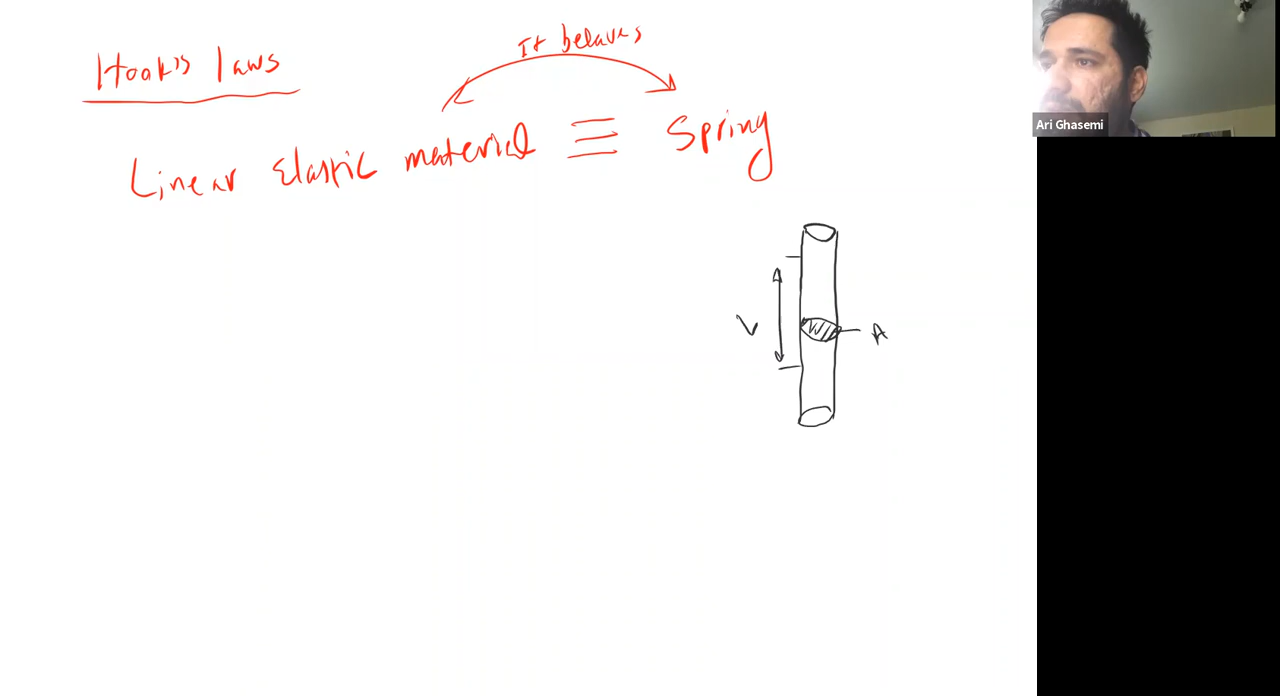 Hook's laws
It behaves
Linear Elastic material ≡ Spring
L
A
Ari Ghasemi